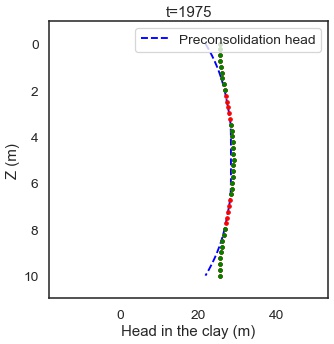 t=1975
Preconsolidation head
Z (m)
0
2
4
6
8
10
0
20
40
Head in the clay (m)